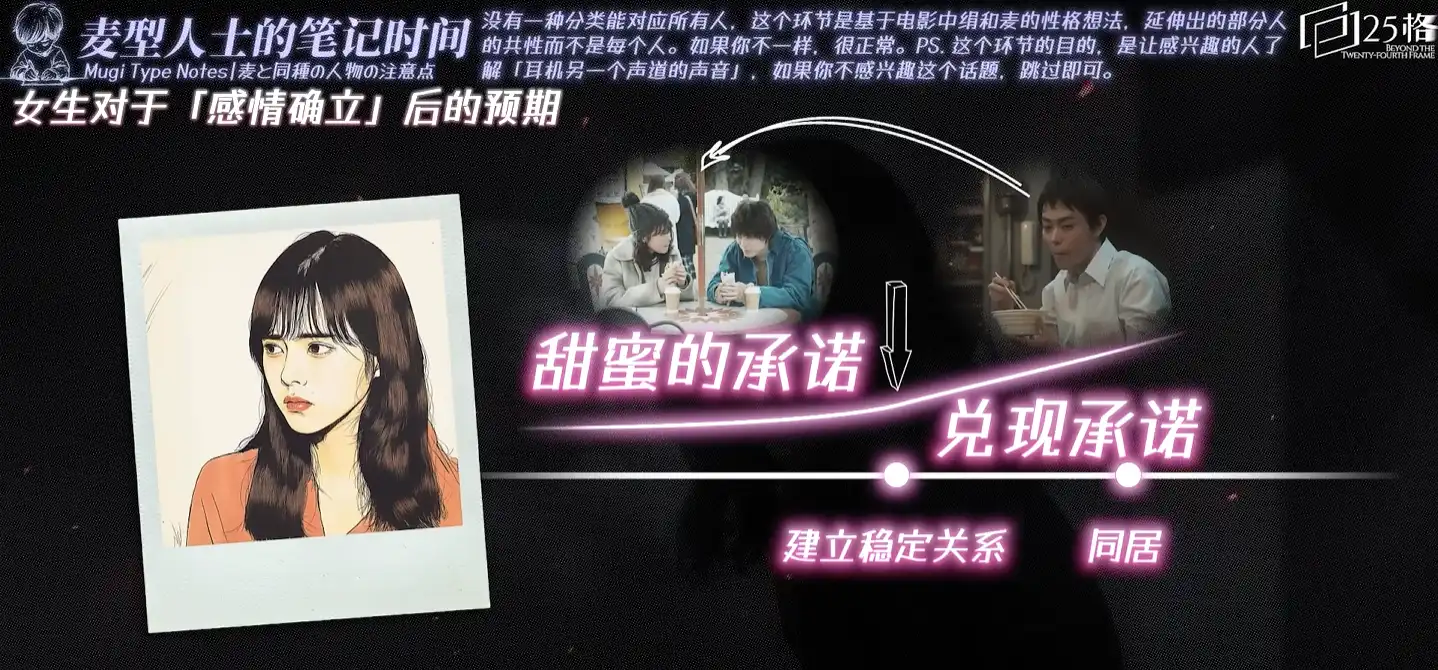 麦型人士的笔记时间
Mugi Type Notes|麦と同種の人物の注意点
没有一种分类能对应所有人，这个环节是基于电影中绢和麦的性格想法，延伸出的部分人
的共性而不是每个人。如果你不一样，很正常。PS. 这个环节的目的，是让感兴趣的人了
解「耳机另一个声道的声音」，如果你不感兴趣这个话题，跳过即可。
125格
BEYOND THE
TWENTY-FOURTH FRAME
女生对于「感情确立」后的预期
甜蜜的承诺
兑现承诺
建立稳定关系
同居